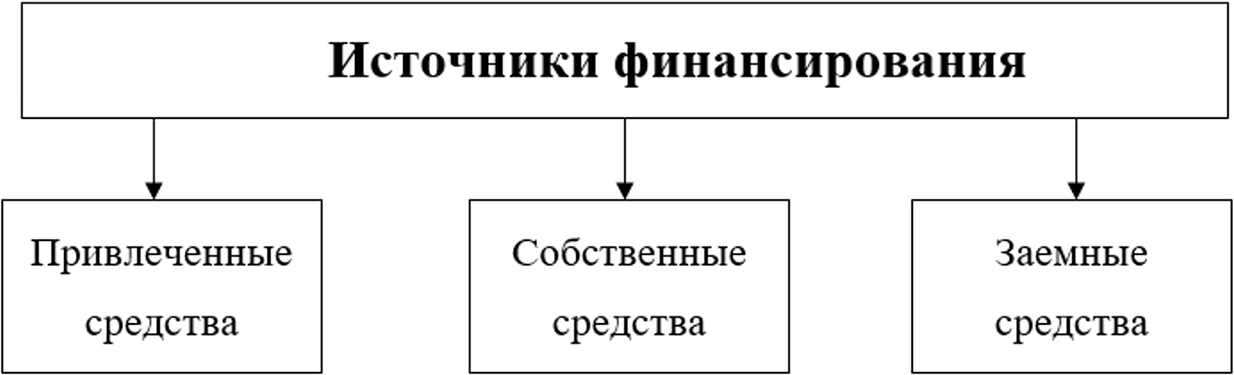 Источники финансирования
Привлеченные
средства
Собственные
средства
Заемные
средства